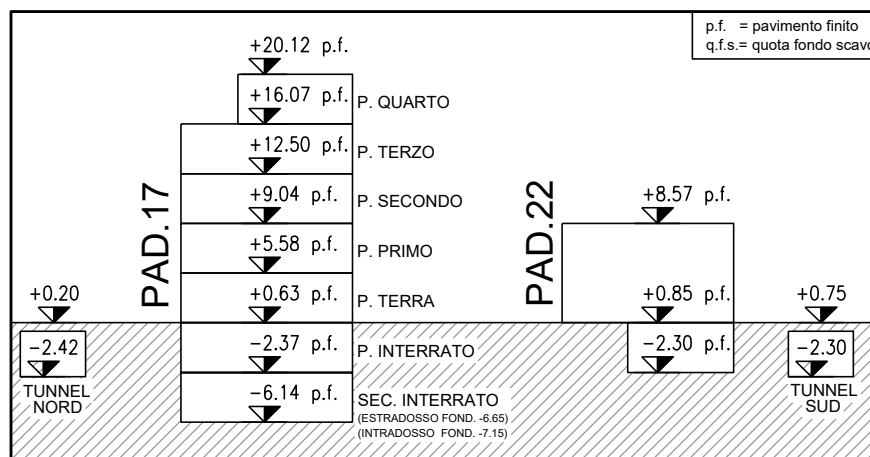 p.f. = pavimento finito
q.f.s.= quota fondo scavo
+20.12 p.f.
+16.07 p.f.
P. QUARTO
+12.50 p.f.
P. TERZO
+9.04 p.f.
P. SECONDO
+5.58 p.f.
P. PRIMO
+0.63 p.f.
P. TERRA
-2.37 p.f.
P. INTERRATO
-6.14 p.f.
SEC. INTERRATO
(ESTRADOSSO FOND. -6.65)
(INTRADOSSO FOND. -7.15)
PAD.17
+0.20
-2.42
TUNNEL
NORD
PAD.22
+8.57 p.f.
+0.85 p.f.
-2.30 p.f.
+0.75
-2.30
TUNNEL
SUD